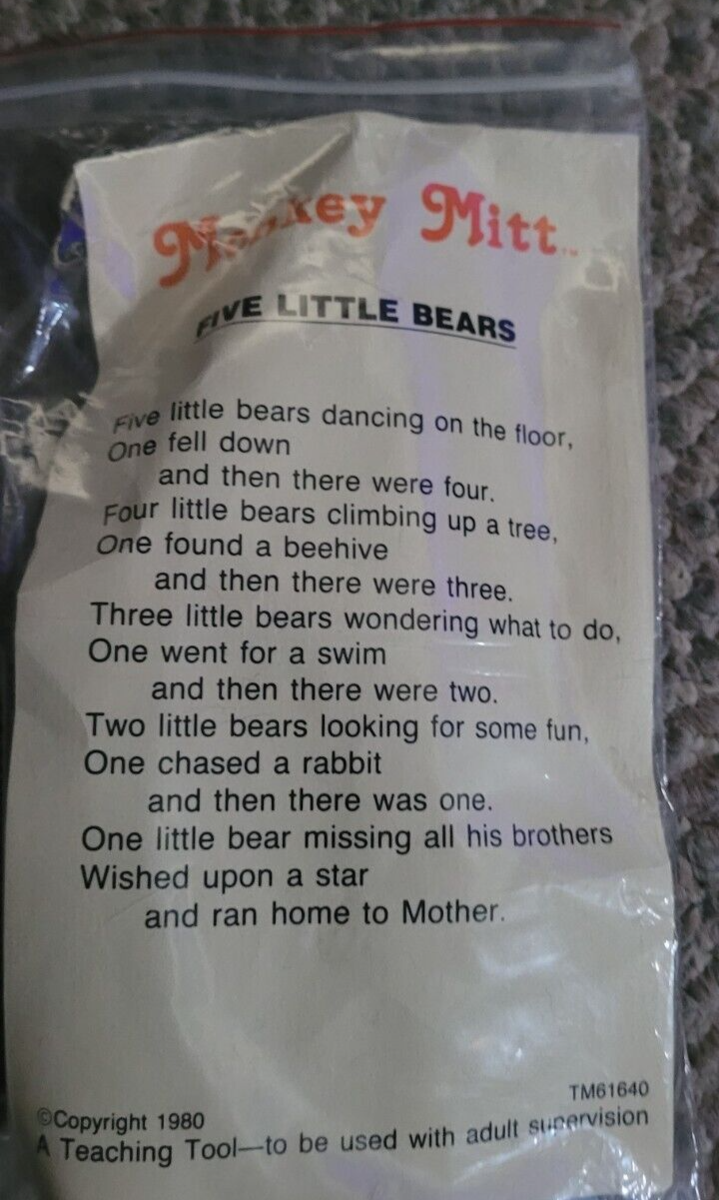 Monkey Mitt™
FIVE LITTLE BEARS
Five little bears dancing on the floor,
One fell down
and then there were four.
Four little bears climbing up a tree,
One found a beehive
and then there were three.
Three little bears wondering what to do,
One went for a swim
and then there were two.
Two little bears looking for some fun,
One chased a rabbit
and then there was one.
One little bear missing all his brothers
Wished upon a star
and ran home to Mother.
TM61640
©Copyright 1980
A Teaching Tool—to be used with adult supervision